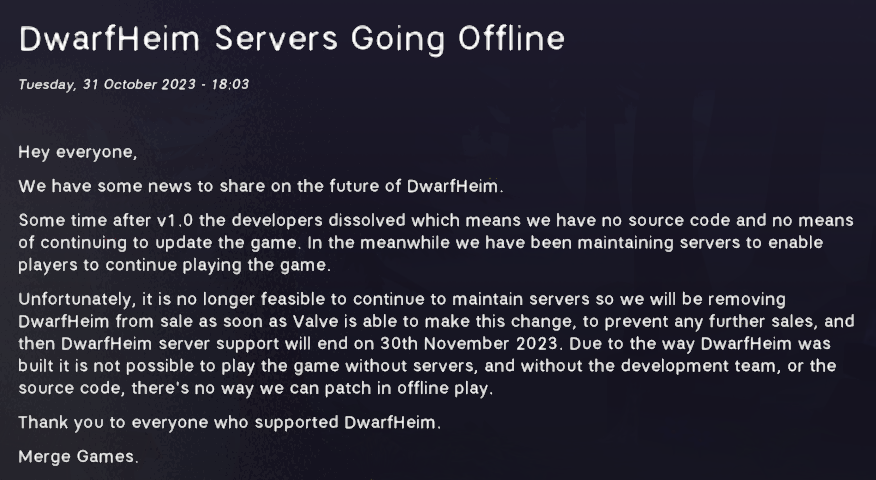 DwarfHeim Servers Going Offline
Tuesday, 31 October 2023 - 18:03
Hey everyone,
We have some news to share on the future of DwarfHeim.
Some time after v1.0 the developers dissolved which means we have no source code and no means
of continuing to update the game. In the meanwhile we have been maintaining servers to enable
players to continue playing the game.
Unfortunately, it is no longer feasible to continue to maintain servers so we will be removing
DwarfHeim from sale as soon as Valve is able to make this change, to prevent any further sales, and
then DwarfHeim server support will end on 30th November 2023. Due to the way DwarfHeim was
built it is not possible to play the game without servers, and without the development team, or the
source code, there's no way we can patch in offline play.
Thank you to everyone who supported DwarfHeim.
Merge Games.